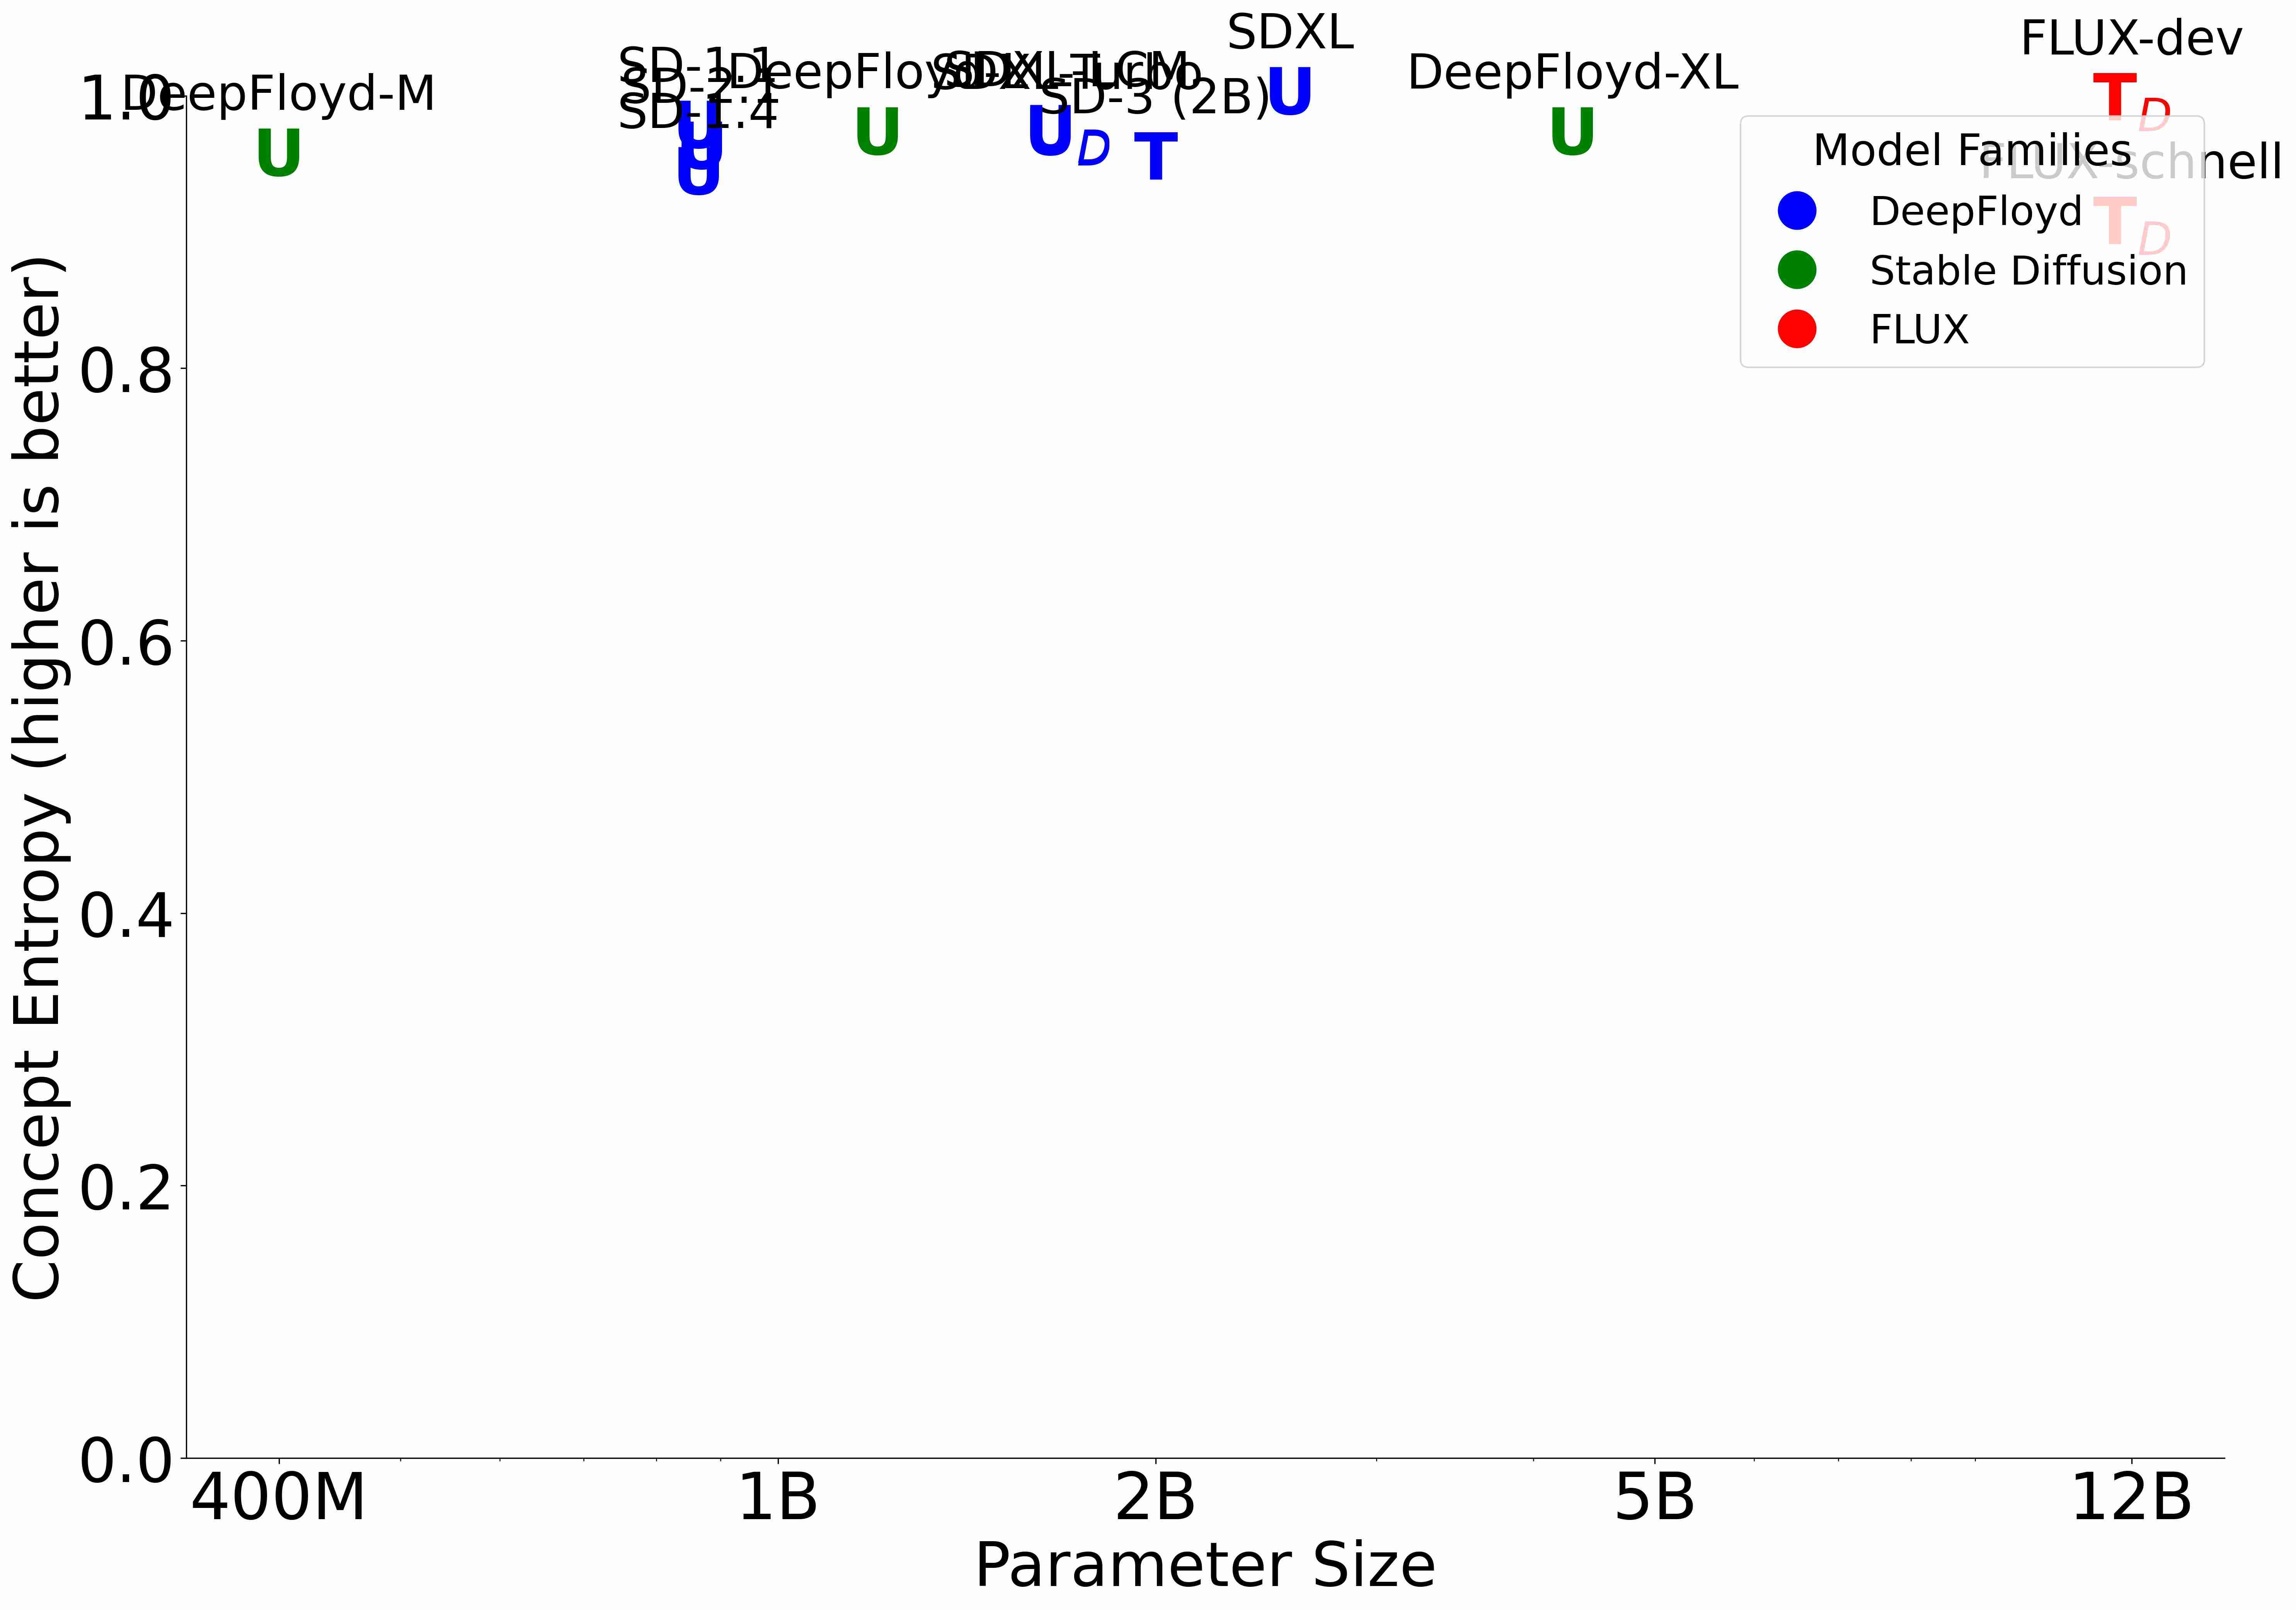 SDXL
FLUX-dev
SD-1.1
SD-2.1
SD-1.4
DeepFloyd-M
SDXL-LCM
SDXL-Turbo
SD-3 (2B)
DeepFloyd-XL
FLUX-schnell
U
U
U
U
U
U
D
T
U
U
T
D
T
D
Model Families
DeepFloyd
Stable Diffusion
FLUX
Concept Entropy (higher is better)
1.0
0.8
0.6
0.4
0.2
0.0
400M
1B
2B
5B
12B
Parameter Size